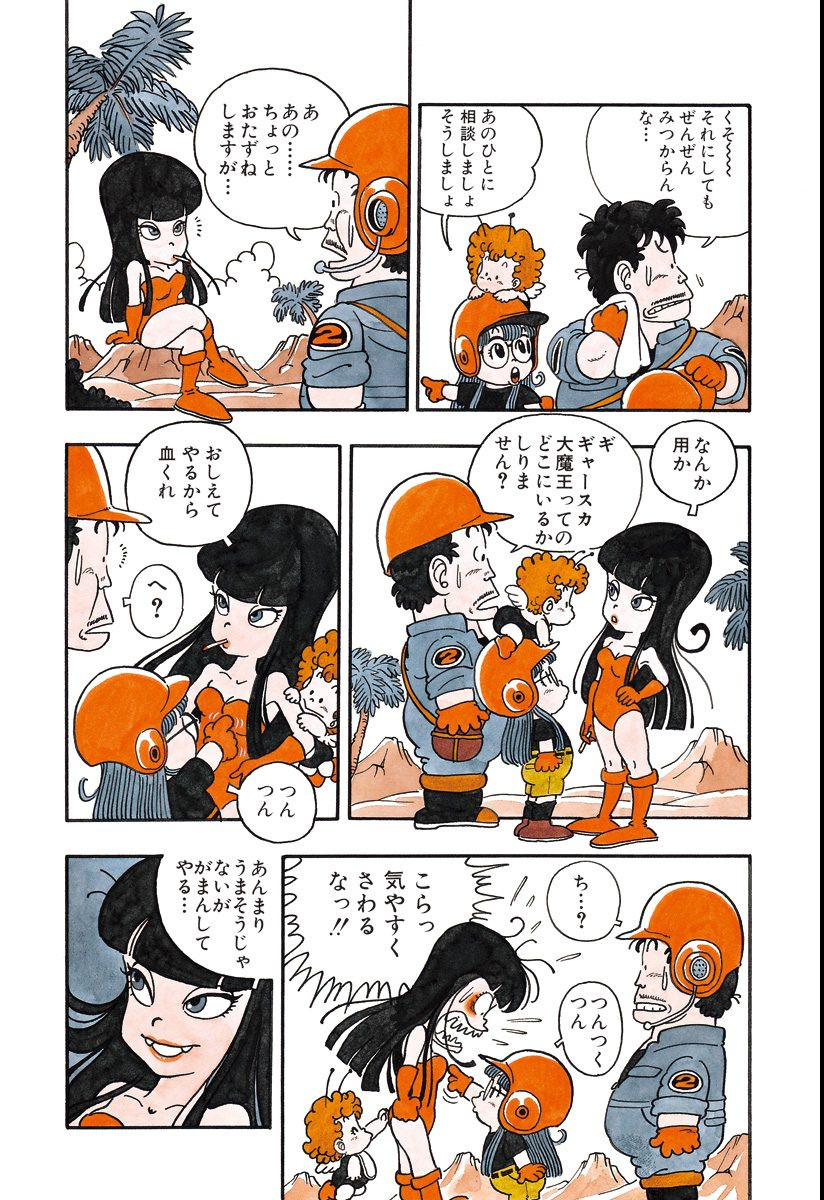 くそ〜〜〜
それにしても
ぜんぜん
みつからん
な…
あのひとに
相談しましょ
そうしましょ
あ
あの……
ちょっと
おたずね
しますが…
2
なんか
用か
ギ
ギャースカ
大魔王っての
どこにいるか
しりま
せん？
2
おしえて
やるから
血くれ
へ？
つん
つん
ち…？
つんつく
つん
こらっ
気やすく
さわる
なっ!!
2
あんまり
うまそうじゃ
ないが
がまんして
やる…